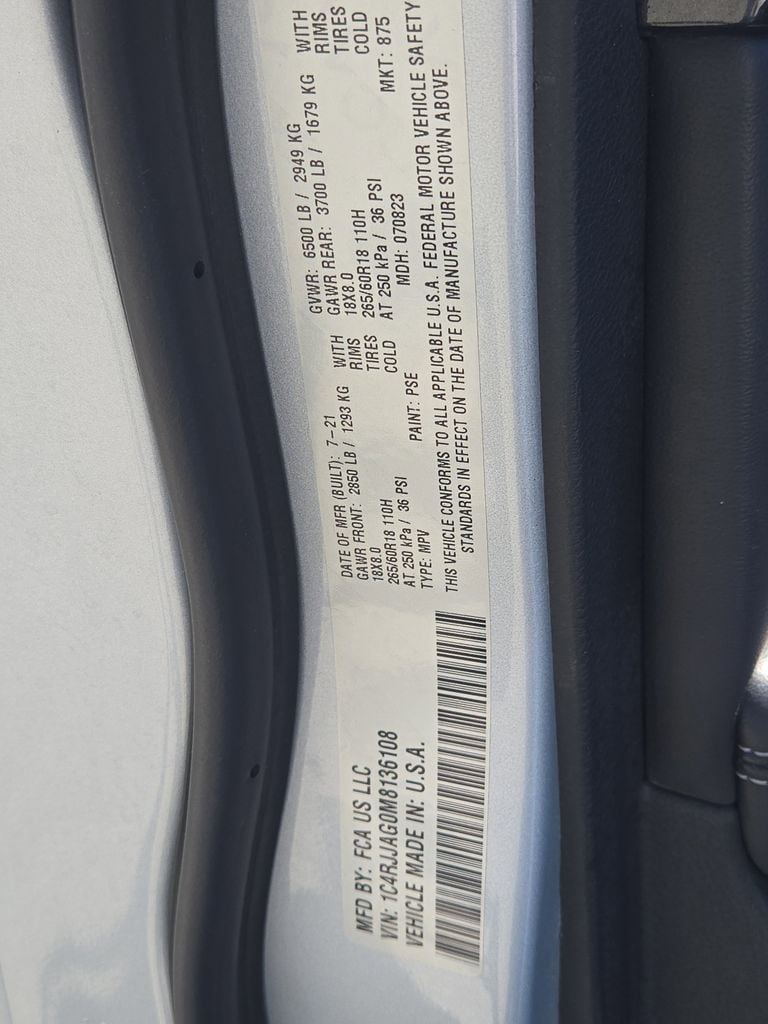 MFD BY: FCA US LLC
VIN: 1C4RJJAG0M8136108
VEHICLE MADE IN: U.S.A.
DATE OF MFR (BUILT): 7-21
GVWR: 6500 LB / 2949 KG
GAWR FRONT: 2850 LB / 1293 KG WITH
GAWR REAR: 3700 LB / 1679 KG WITH
18X8.0 RIMS
18X8.0 RIMS
265/60R18 110H TIRES
265/60R18 110H TIRES
AT 250 kPa / 36 PSI COLD
AT 250 kPa / 36 PSI COLD
TYPE: MPV PAINT: PSE MDH: 070823 MKT: 875
THIS VEHICLE CONFORMS TO ALL APPLICABLE U.S.A. FEDERAL MOTOR VEHICLE SAFETY
STANDARDS IN EFFECT ON THE DATE OF MANUFACTURE SHOWN ABOVE.